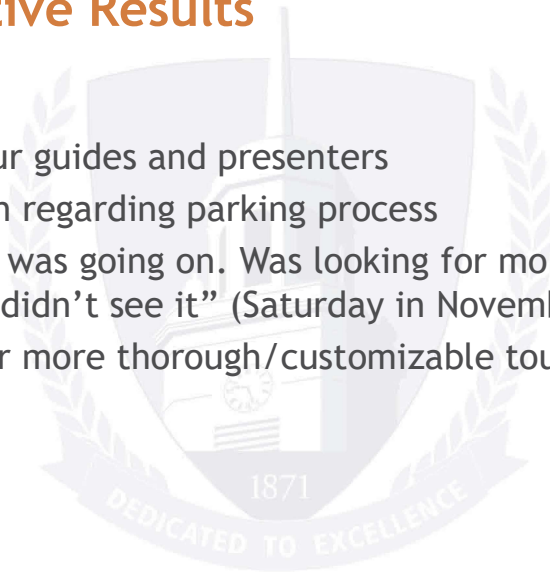 tive Results
ur guides and presenters
n regarding parking process
was going on. Was looking for mo
didn’t see it” (Saturday in Novemb
r more thorough/customizable tou
1871
DEDICATED TO EXCELLENCE